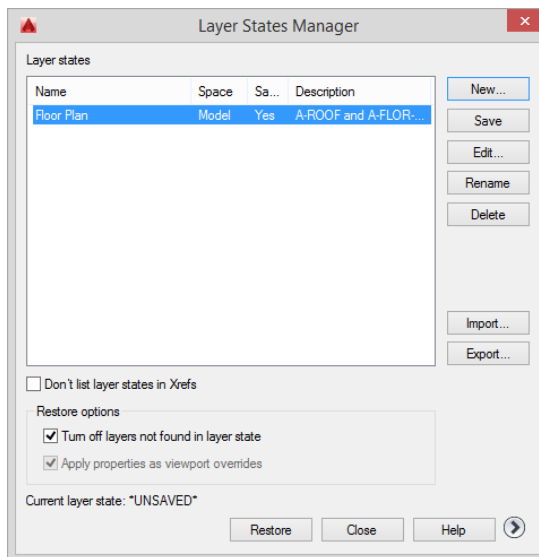 Layer States Manager
Layer states
Name Space Sa... Description
Floor Plan Model Yes A-ROOF and A-FLOR-...
New...
Save
Edit...
Rename
Delete
Import...
Export...
Don't list layer states in Xrefs
Restore options
Turn off layers not found in layer state
Apply properties as viewport overrides
Current layer state: *UNSAVED*
Restore Close Help